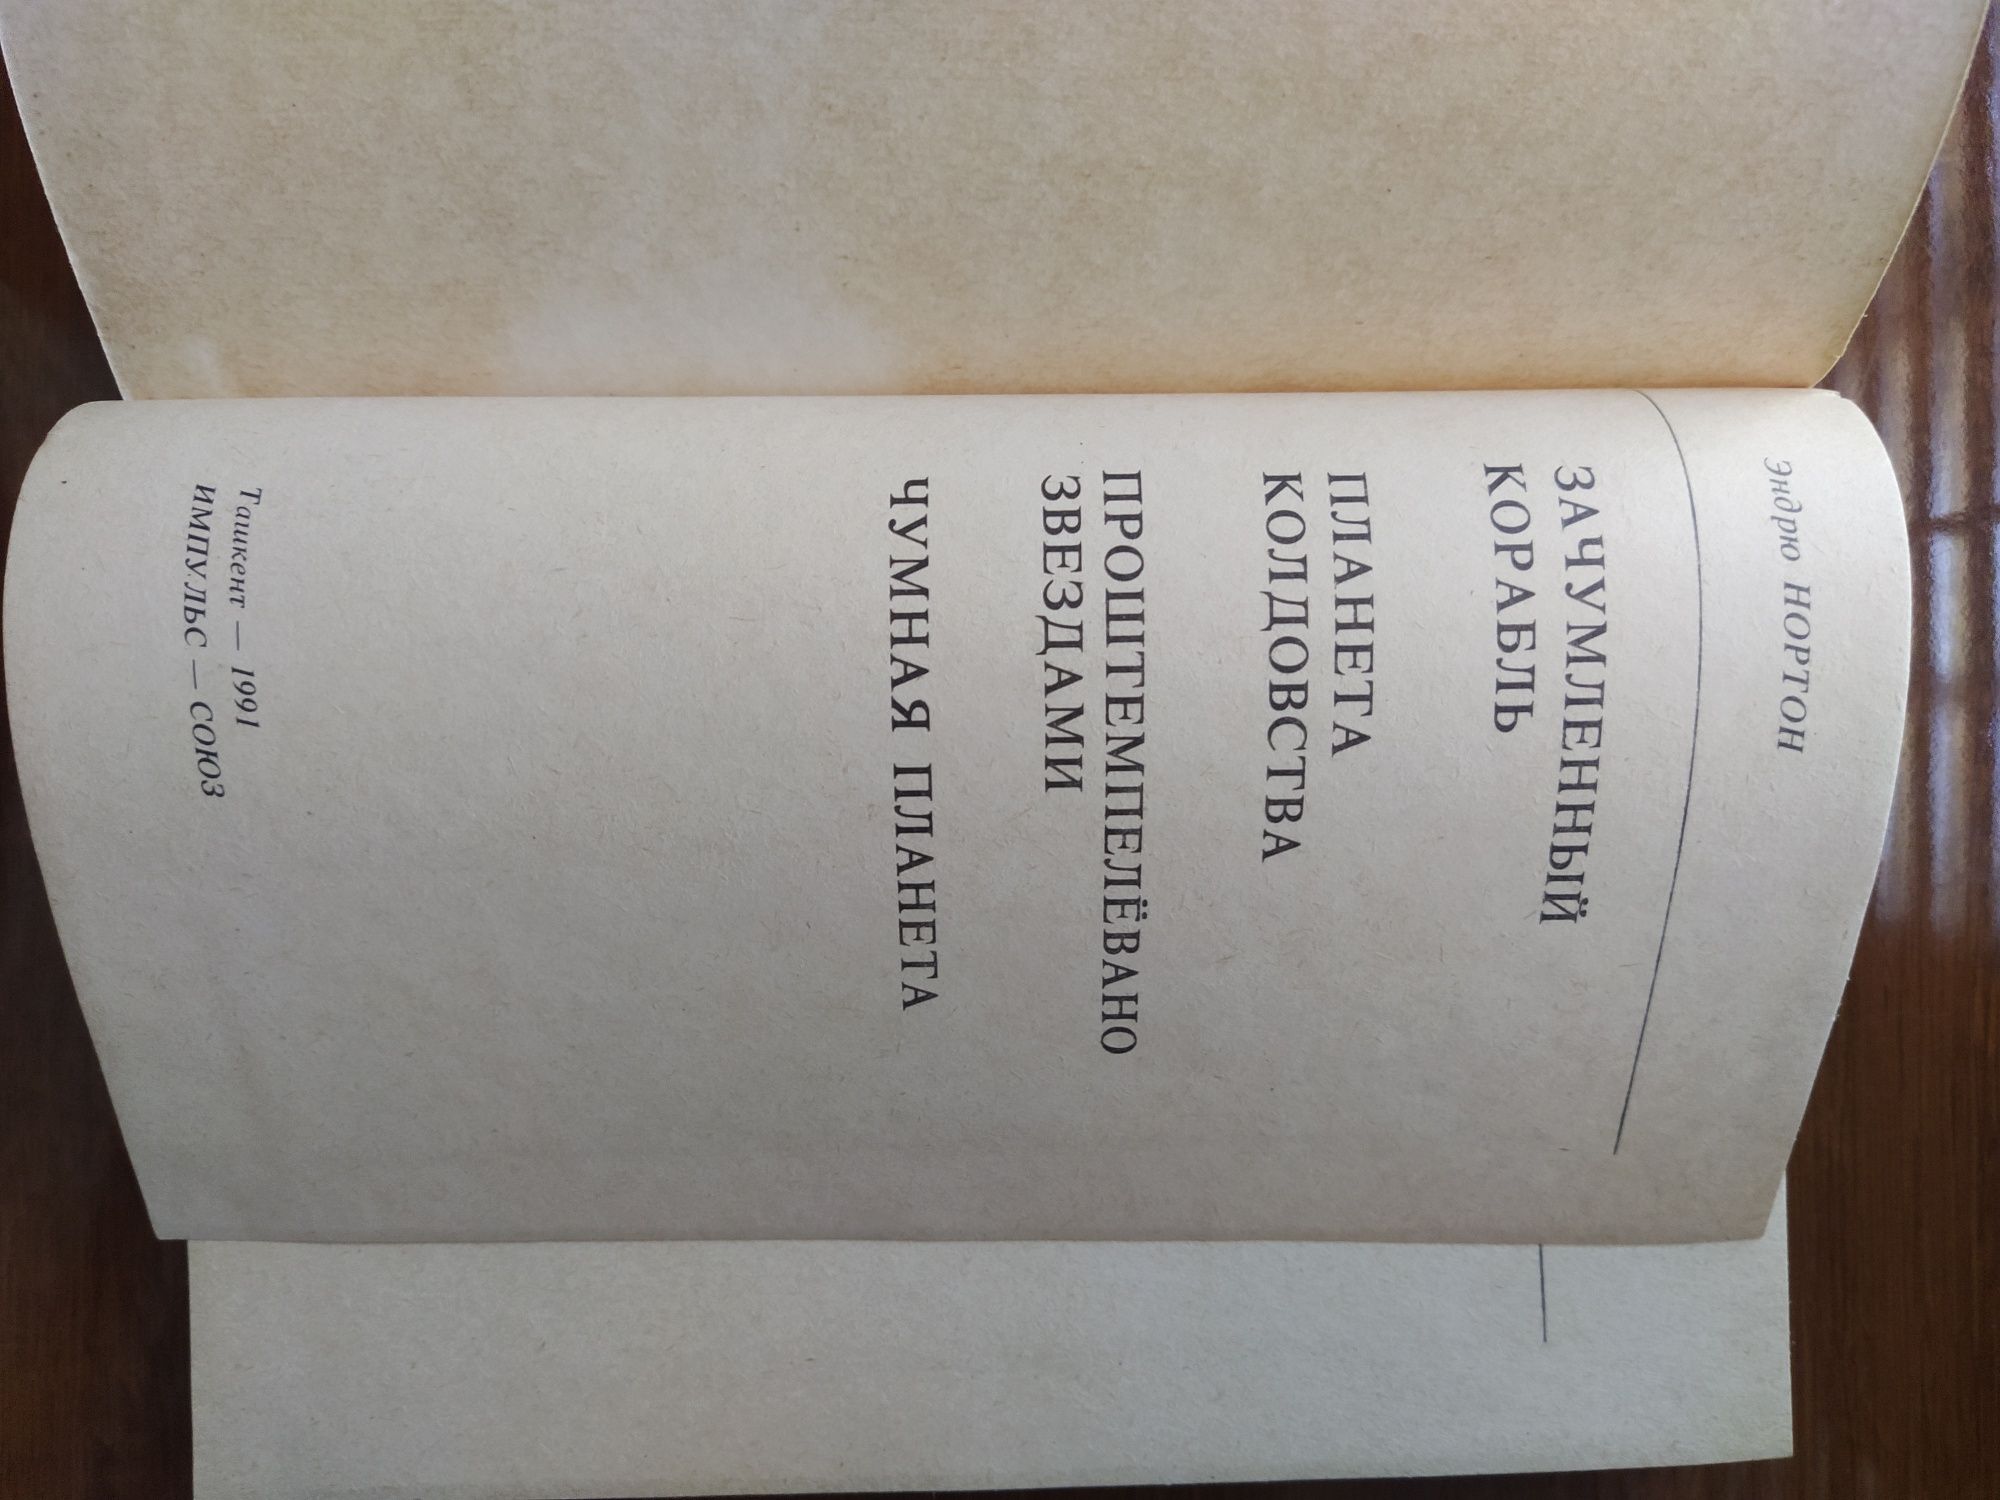 Эндрю НОРТОН
ЗАЧУМЛЕННЫЙ
КОРАБЛЬ
ПЛАНЕТА
КОЛДОВСТВА
ПРОШТЕМПЕЛЁВАНО
ЗВЕЗДАМИ
ЧУМНАЯ ПЛАНЕТА
Ташкент — 1991
ИМПУЛЬС — СОЮЗ